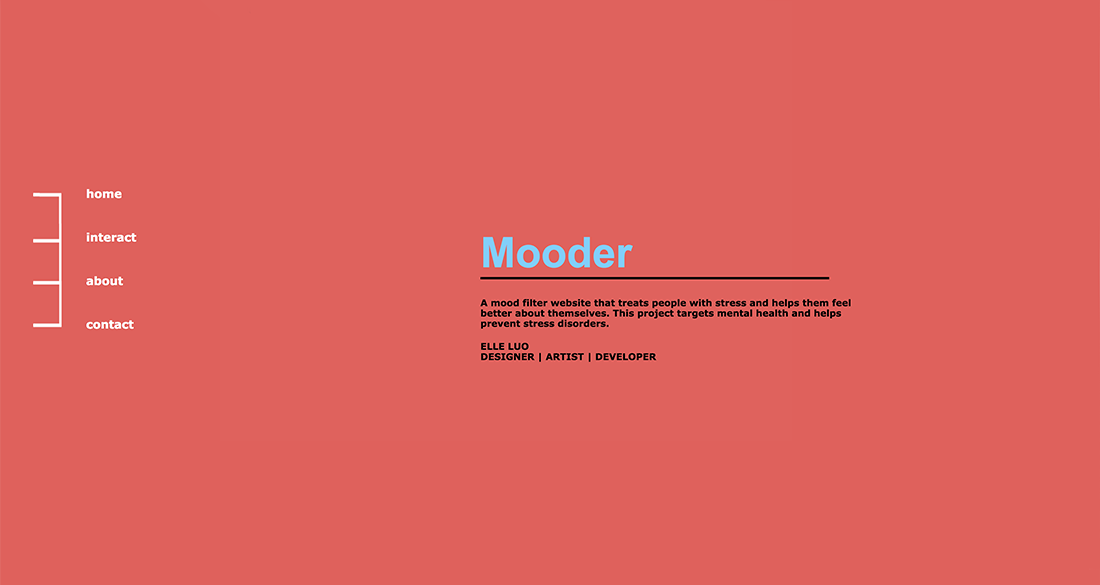 home
interact
about
contact
Mooder
A mood filter website that treats people with stress and helps them feel
better about themselves. This project targets mental health and helps
prevent stress disorders.
ELLE LUO
DESIGNER | ARTIST | DEVELOPER